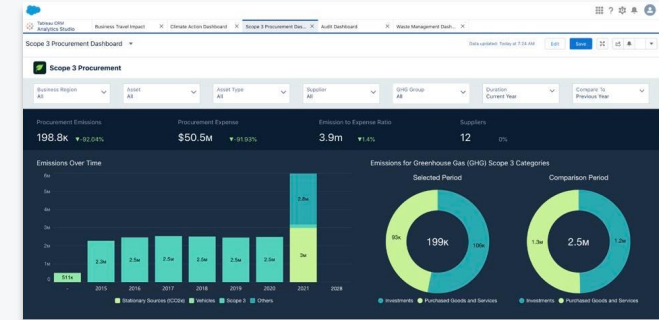 Tableau CRM
Analytics Studio
Business Travel Impact
Climate Action Dashboard
Scope 3 Procurement Das...
Audit Dashboard
Waste Management Dash...
Scope 3 Procurement Dashboard
Data updated: Today at 7:24 AM
Edit
Save
Scope 3 Procurement
Business Region
All
Asset
All
Asset Type
All
Supplier
All
GHG Group
All
Duration
Current Year
Compare To
Previous Year
Procurement Emissions
198.8K ▼-92.04%
Procurement Expense
$50.5M ▼-91.93%
Emission to Expense Ratio
3.9m ▼1.4%
Suppliers
12 0%
Emissions Over Time
6M
5M
4M
3M
2M
1M
0
511K
2.3M
2.5M
2.5M
2.5M
2.5M
2.5M
2.8M
3M
-
2015
2016
2017
2018
2019
2020
2021
2028
Stationary Sources (tCO2e) Vehicles Scope 3 Others
Emissions for Greenhouse Gas (GHG) Scope 3 Categories
Selected Period
93K
199K
106K
Investments Purchased Goods and Services
Comparison Period
1.3M
2.5M
1.2M
Investments Purchased Goods and Services